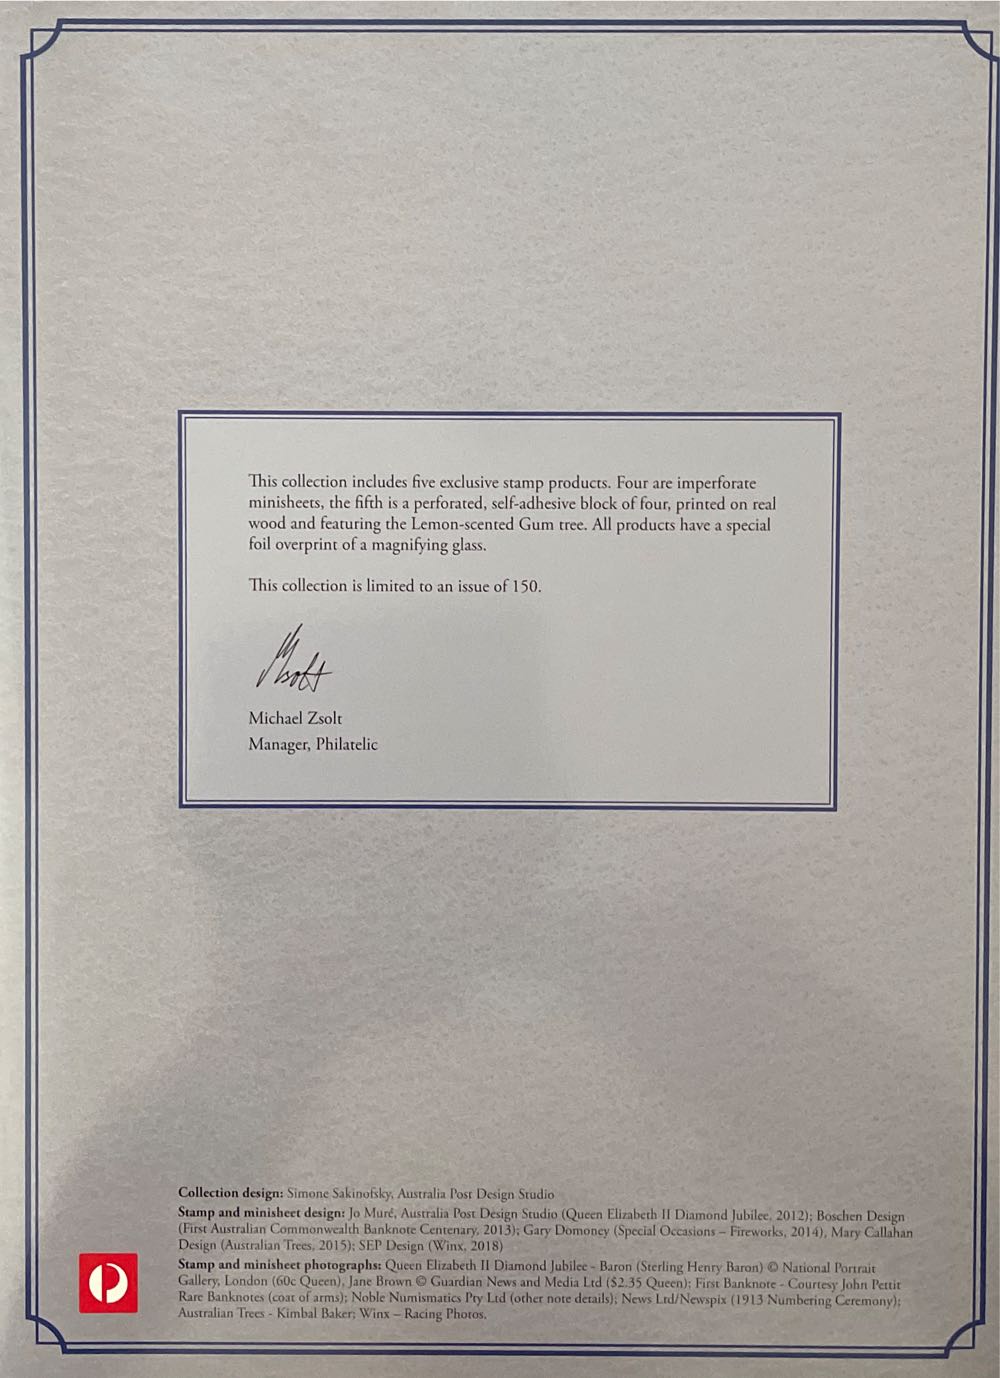 This collection includes five exclusive stamp products. Four are imperforate
minisheets, the fifth is a perforated, self-adhesive block of four, printed on real
wood and featuring the Lemon-scented Gum tree. All products have a special
foil overprint of a magnifying glass.
This collection is limited to an issue of 150.
Michael Zsolt
Manager, Philatelic
Collection design: Simone Sakinofsky, Australia Post Design Studio
Stamp and minisheet design: Jo Muré, Australia Post Design Studio (Queen Elizabeth II Diamond Jubilee, 2012); Boschen Design
(First Australian Commonwealth Banknote Centenary, 2013); Gary Domoney (Special Occasions – Fireworks, 2014), Mary Callahan
Design (Australian Trees, 2015); SEP Design (Winx, 2018)
Stamp and minisheet photographs: Queen Elizabeth II Diamond Jubilee - Baron (Sterling Henry Baron) © National Portrait
Gallery, London (60c Queen), Jane Brown © Guardian News and Media Ltd ($2.35 Queen); First Banknote - Courtesy John Pettit
Rare Banknotes (coat of arms); Noble Numismatics Pty Ltd (other note details); News Ltd/Newspix (1913 Numbering Ceremony);
Australian Trees - Kimbal Baker; Winx – Racing Photos.